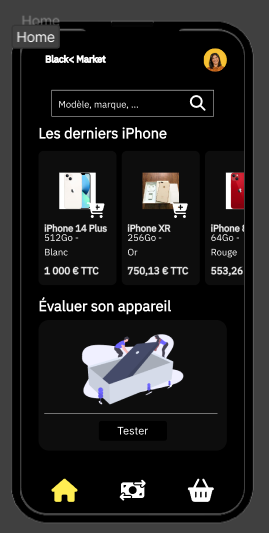 Home
Home
Black< Market
Modèle, marque, ...
Les derniers iPhone
iPhone 14 Plus
512Go -
Blanc
1 000 € TTC
iPhone XR
256Go -
Or
750,13 € TTC
iPhone 8
64Go -
Rouge
553,26
Évaluer son appareil
Tester